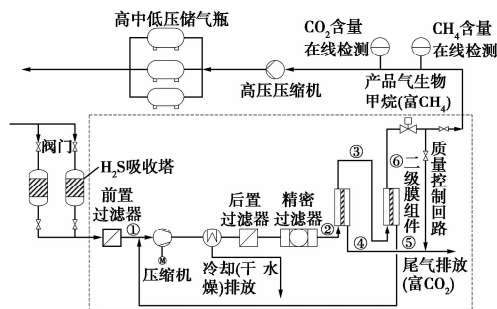 高中低压储气瓶
CO₂含量
在线检测
CH₄含量
在线检测
高压压缩机
产品气生物
甲烷(富CH₄)
阀门
H₂S吸收塔
前置
过滤器
①
M
压缩机
冷却(干 水
燥)排放
后置
过滤器
精密
过滤器
②
③
④
⑤
⑥
二级膜组件
质量控制回路
尾气排放
(富CO₂)